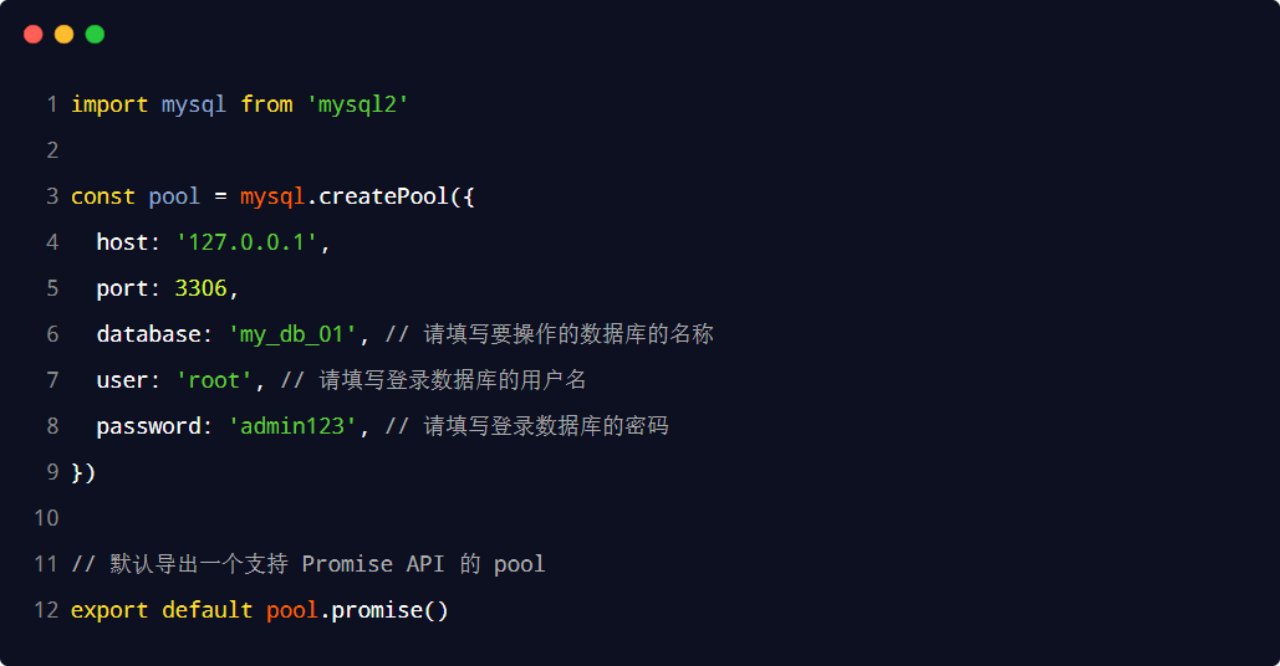 1 import mysql from 'mysql2'
2
3 const pool = mysql.createPool({
4   host: '127.0.0.1',
5   port: 3306,
6   database: 'my_db_01', // 请填写要操作的数据库的名称
7   user: 'root', // 请填写登录数据库的用户名
8   password: 'admin123', // 请填写登录数据库的密码
9 })
10
11 // 默认导出一个支持 Promise API 的 pool
12 export default pool.promise()